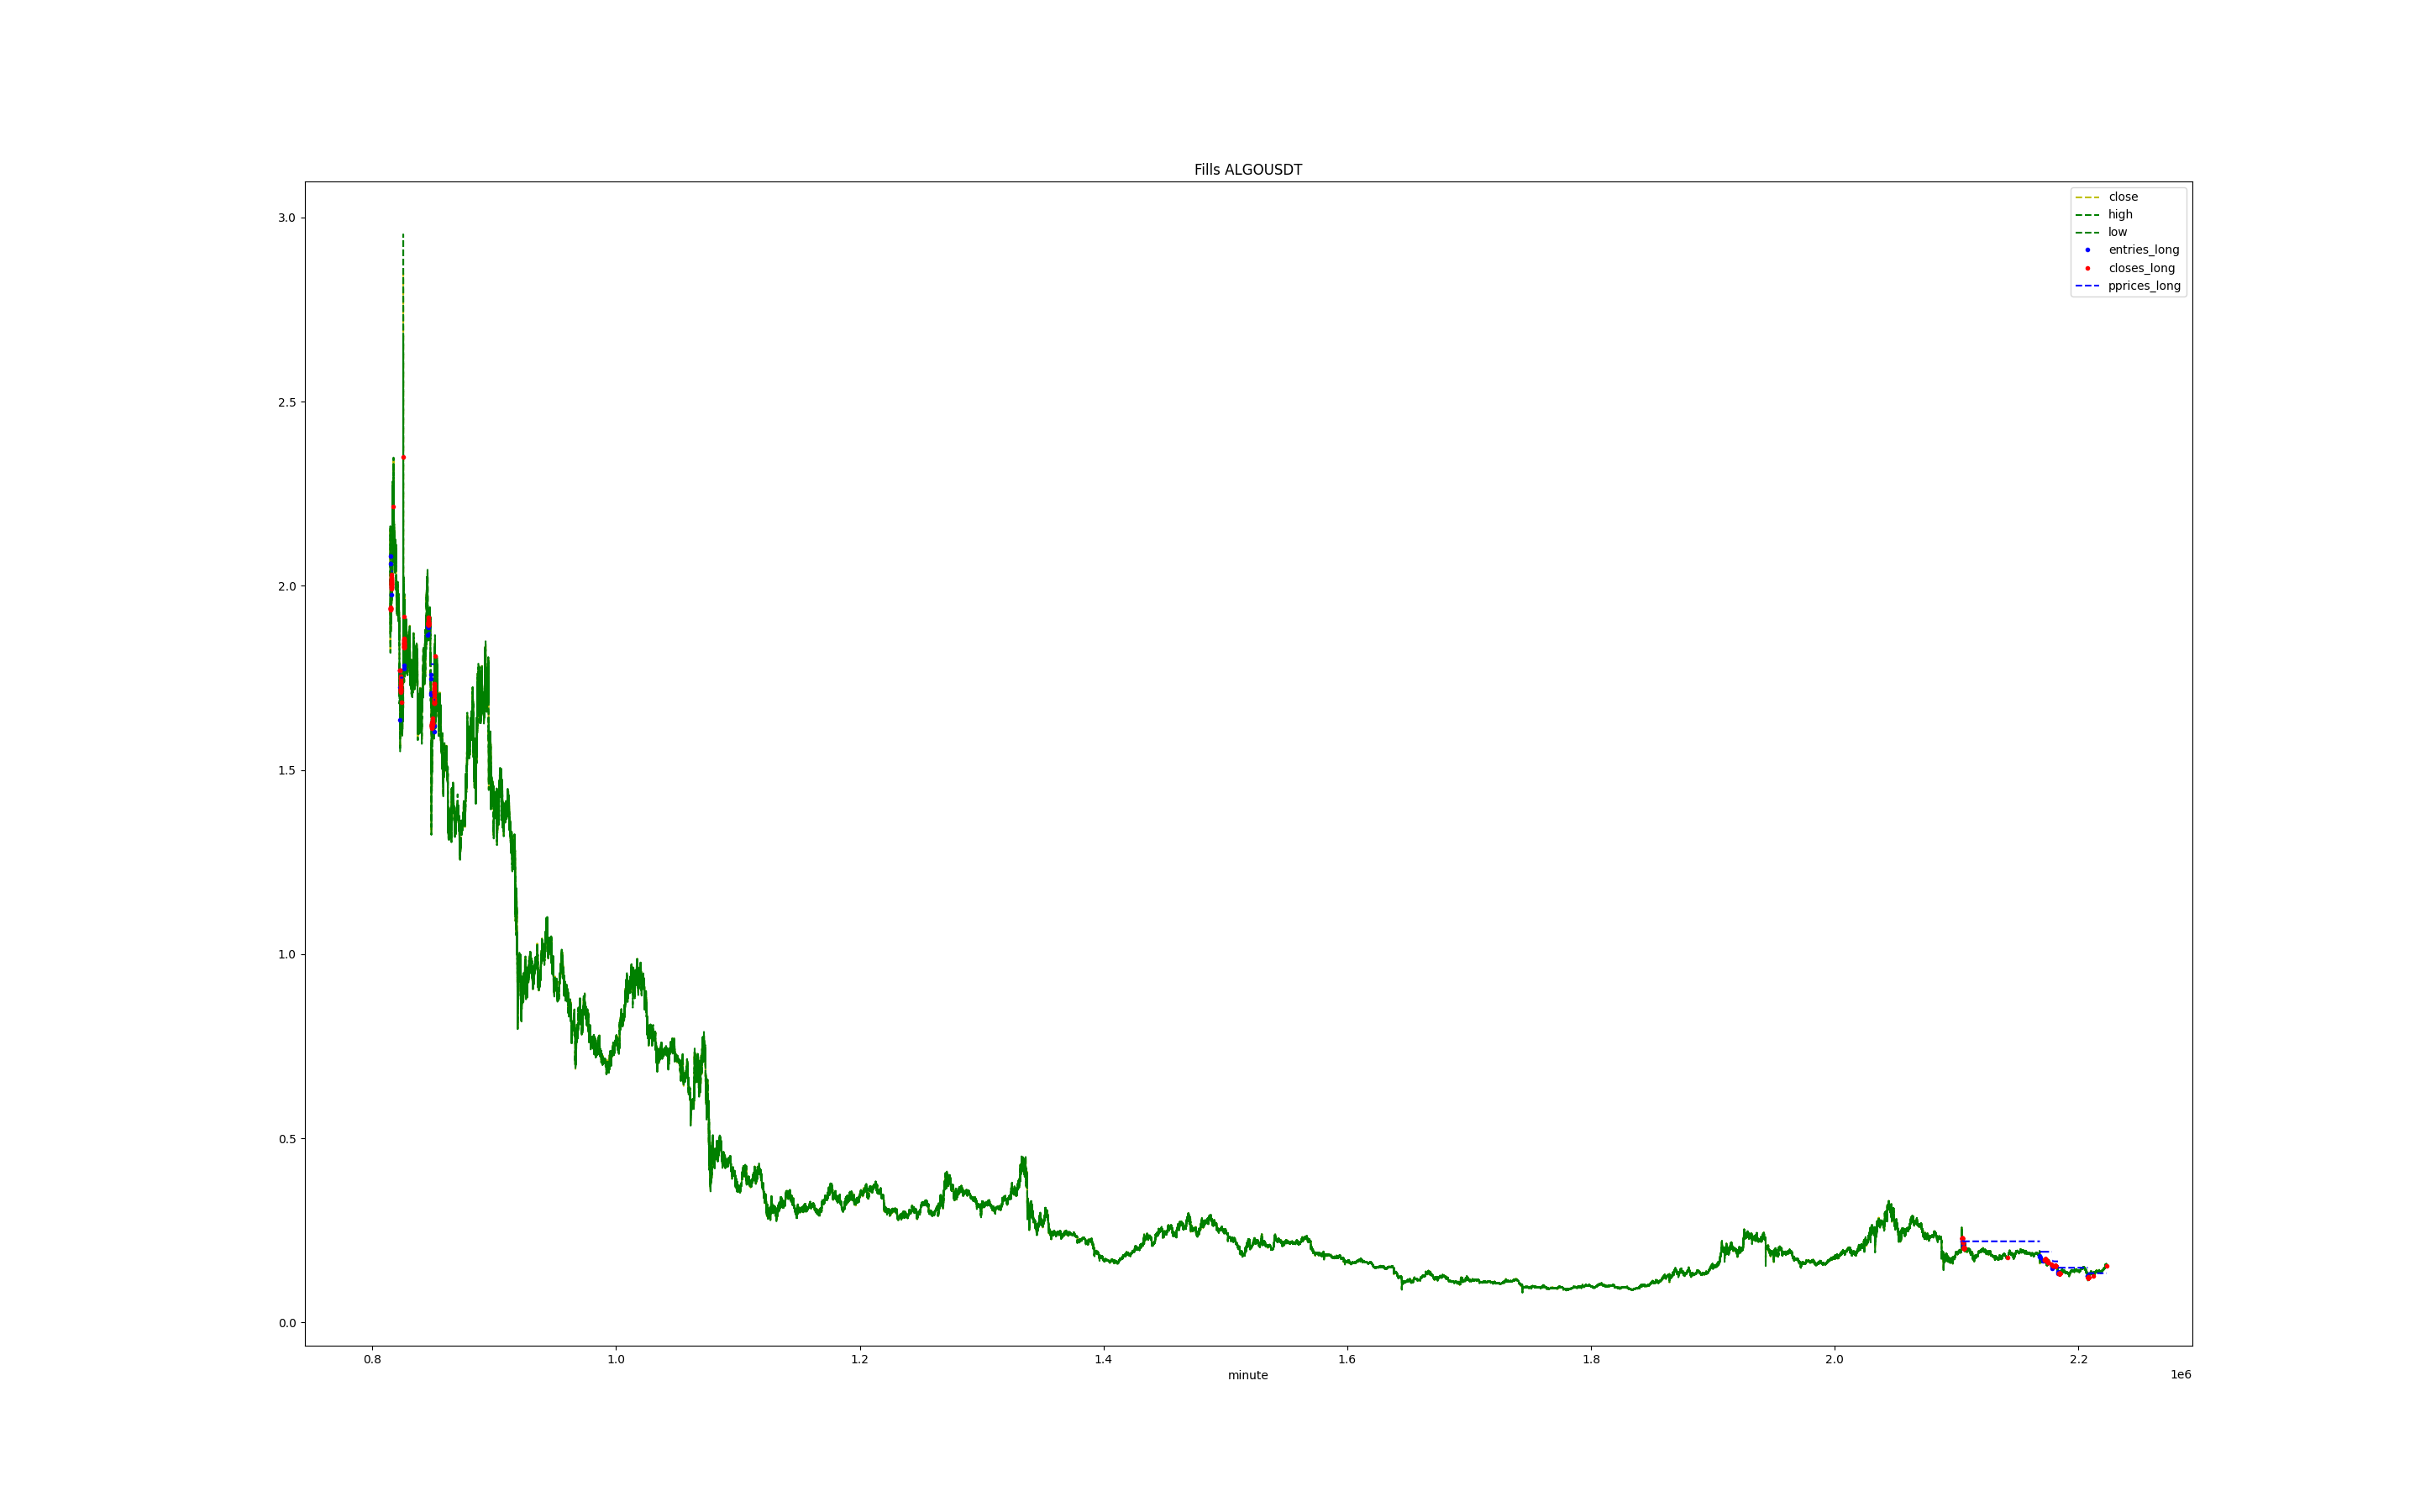 Fills ALGOUSDT
close
high
low
entries_long
closes_long
pprices_long
3.0
2.5
2.0
1.5
1.0
0.5
0.0
0.8 1.0 1.2 1.4 1.6 1.8 2.0 2.2
minute
1e6